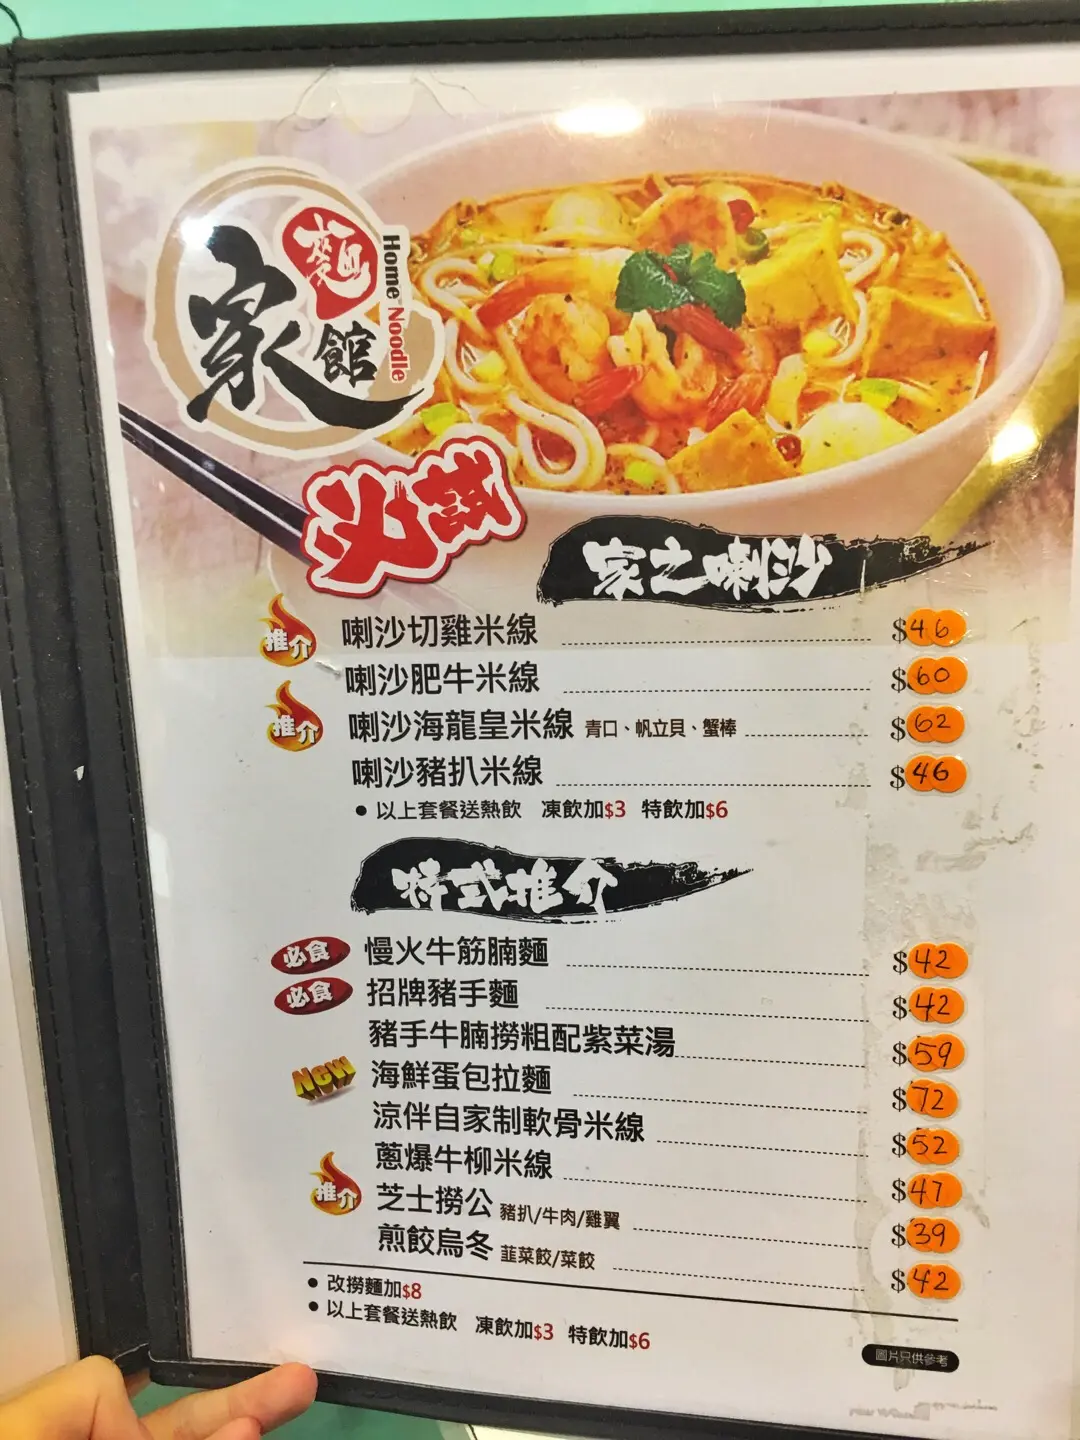 家麵館
Home Noodle
家之喇沙
推介 喇沙切雞米線 $46
喇沙肥牛米線 $60
推介 喇沙海龍皇米線 青口、帆立貝、蟹棒 $62
喇沙豬扒米線 $46
● 以上套餐送熱飲 凍飲加$3 特飲加$6
特式推介
必食 慢火牛筋腩麵 $42
必食 招牌豬手麵 $42
豬手牛腩撈粗配紫菜湯 $59
New 海鮮蛋包拉麵 $72
涼伴自家制軟骨米線 $52
蔥爆牛柳米線 $47
推介 芝士撈公 豬扒/牛肉/雞翼 $39
煎餃烏冬 韮菜餃/菜餃 $42
● 改撈麵加$8
● 以上套餐送熱飲 凍飲加$3 特飲加$6
圖片只供參考